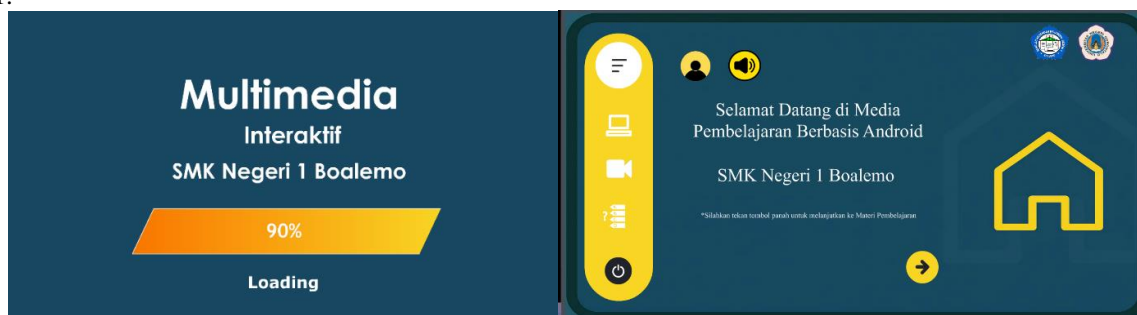 Multimedia
Interaktif
SMK Negeri 1 Boalemo
90%
Loading
Selamat Datang di Media
Pembelajaran Berbasis Android
SMK Negeri 1 Boalemo
*Silahkan tekan tombol panah untuk melanjutkan ke Materi Pembelajaran